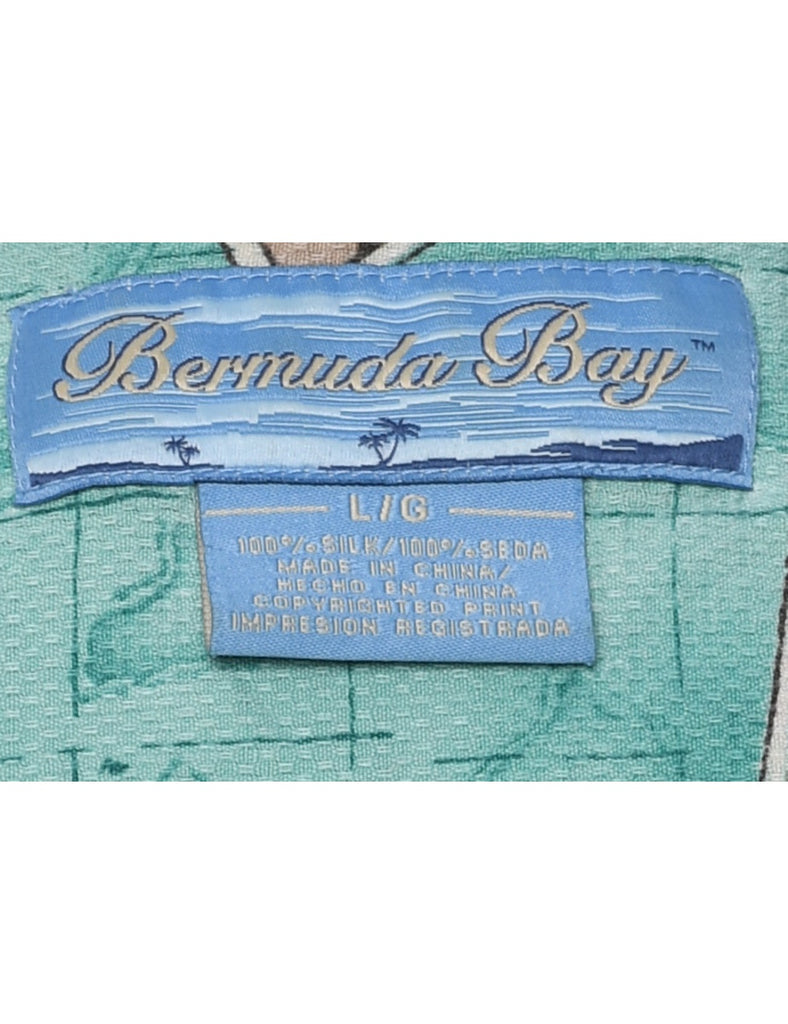 Bermuda Bay™
L/G
100% SILK/100% SEDA
MADE IN CHINA/
HECHO EN CHINA
COPYRIGHTED PRINT
IMPRESION REGISTRADA